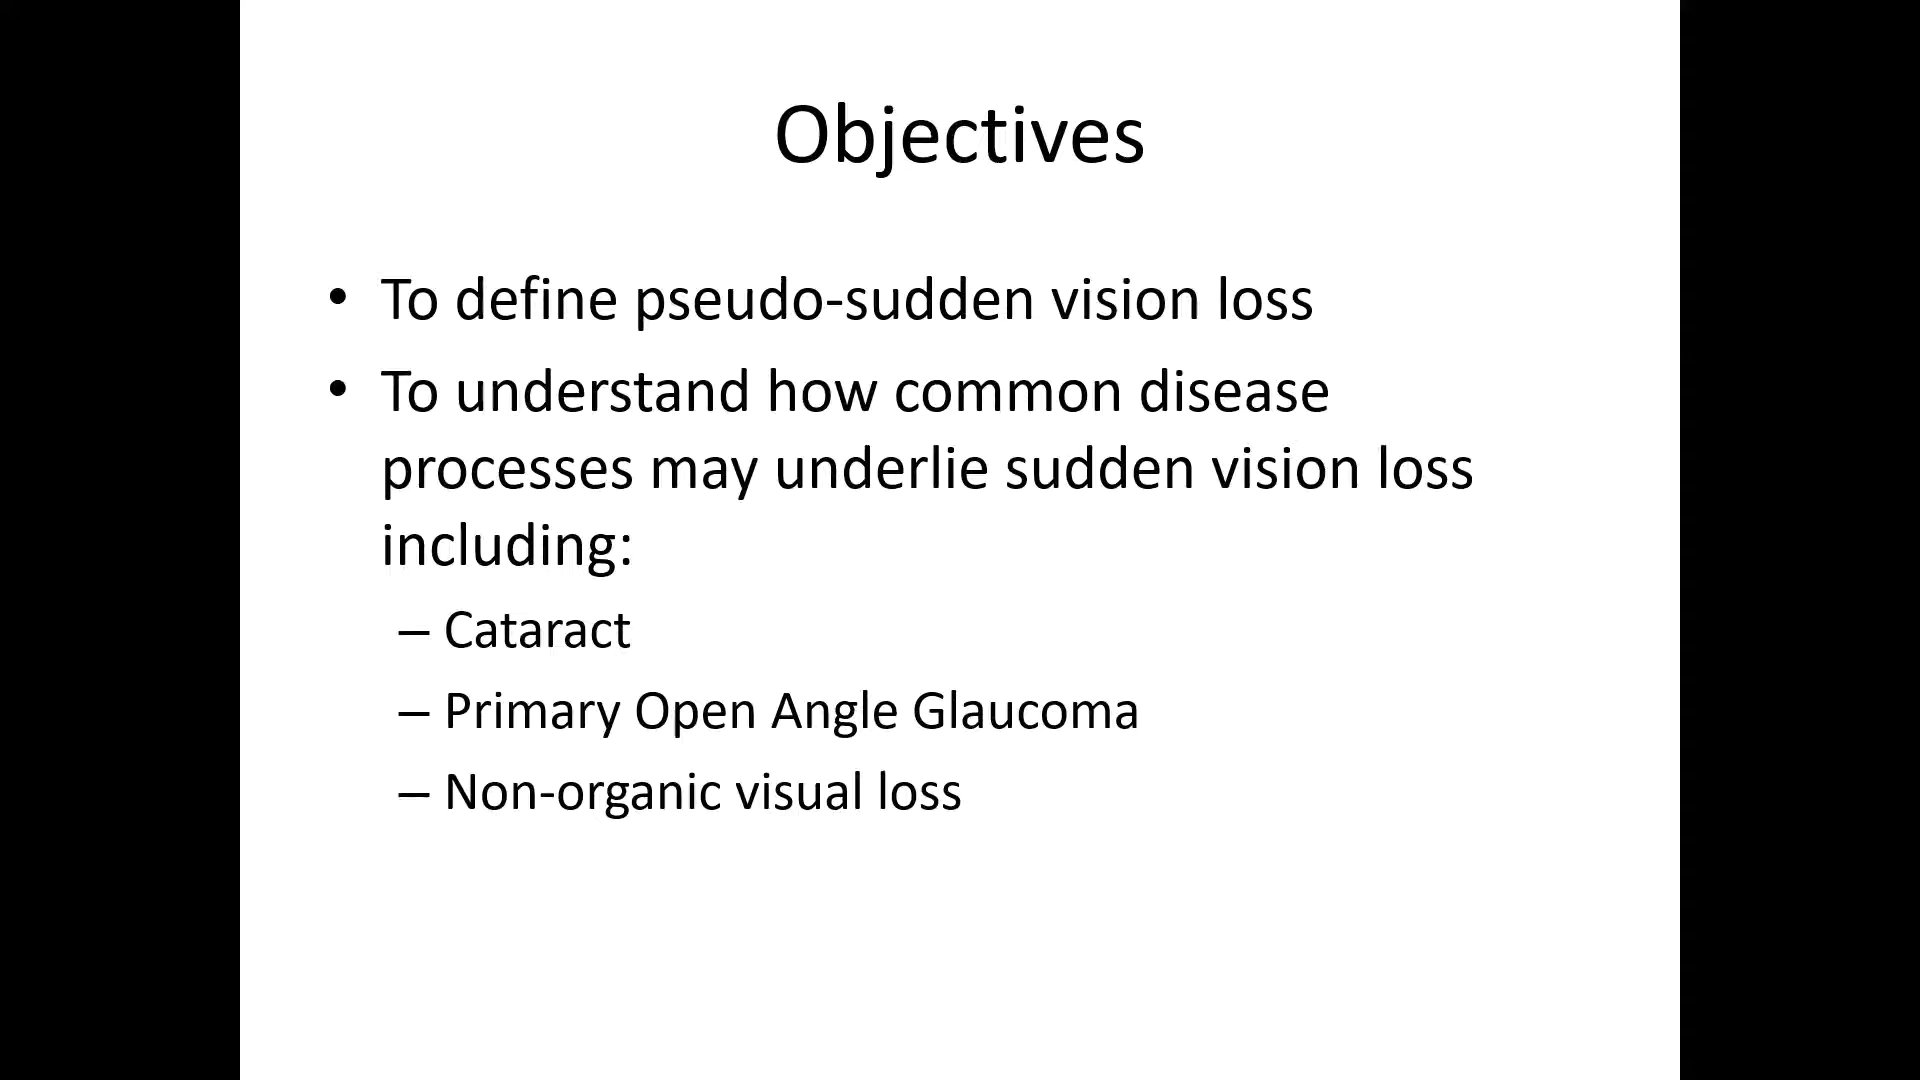 Objectives
• To define pseudo-sudden vision loss
• To understand how common disease
processes may underlie sudden vision loss
including:
– Cataract
– Primary Open Angle Glaucoma
– Non-organic visual loss